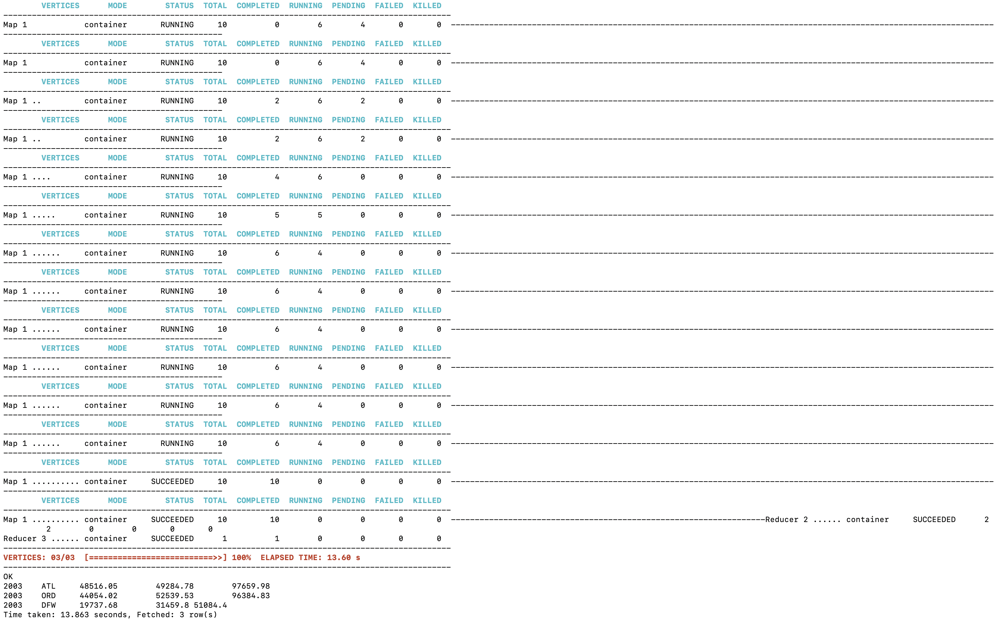 VERTICES MODE STATUS TOTAL COMPLETED RUNNING PENDING FAILED KILLED
----------------------------------------------------------------------------------------------
Map 1 container RUNNING 10 0 6 4 0 0 ------------------------------------------------------------------------------------------------------------------
----------------------------------------------
VERTICES MODE STATUS TOTAL COMPLETED RUNNING PENDING FAILED KILLED
----------------------------------------------------------------------------------------------
Map 1 container RUNNING 10 0 6 4 0 0 ------------------------------------------------------------------------------------------------------------------
----------------------------------------------
VERTICES MODE STATUS TOTAL COMPLETED RUNNING PENDING FAILED KILLED
----------------------------------------------------------------------------------------------
Map 1 .. container RUNNING 10 2 6 2 0 0 ------------------------------------------------------------------------------------------------------------------
----------------------------------------------
VERTICES MODE STATUS TOTAL COMPLETED RUNNING PENDING FAILED KILLED
----------------------------------------------------------------------------------------------
Map 1 .. container RUNNING 10 2 6 2 0 0 ------------------------------------------------------------------------------------------------------------------
----------------------------------------------
VERTICES MODE STATUS TOTAL COMPLETED RUNNING PENDING FAILED KILLED
----------------------------------------------------------------------------------------------
Map 1 .... container RUNNING 10 4 6 0 0 0 ------------------------------------------------------------------------------------------------------------------
----------------------------------------------
VERTICES MODE STATUS TOTAL COMPLETED RUNNING PENDING FAILED KILLED
----------------------------------------------------------------------------------------------
Map 1 ..... container RUNNING 10 5 5 0 0 0 ------------------------------------------------------------------------------------------------------------------
----------------------------------------------
VERTICES MODE STATUS TOTAL COMPLETED RUNNING PENDING FAILED KILLED
----------------------------------------------------------------------------------------------
Map 1 ...... container RUNNING 10 6 4 0 0 0 ------------------------------------------------------------------------------------------------------------------
----------------------------------------------
VERTICES MODE STATUS TOTAL COMPLETED RUNNING PENDING FAILED KILLED
----------------------------------------------------------------------------------------------
Map 1 ...... container RUNNING 10 6 4 0 0 0 ------------------------------------------------------------------------------------------------------------------
----------------------------------------------
VERTICES MODE STATUS TOTAL COMPLETED RUNNING PENDING FAILED KILLED
----------------------------------------------------------------------------------------------
Map 1 ...... container RUNNING 10 6 4 0 0 0 ------------------------------------------------------------------------------------------------------------------
----------------------------------------------
VERTICES MODE STATUS TOTAL COMPLETED RUNNING PENDING FAILED KILLED
----------------------------------------------------------------------------------------------
Map 1 ...... container RUNNING 10 6 4 0 0 0 ------------------------------------------------------------------------------------------------------------------
----------------------------------------------
VERTICES MODE STATUS TOTAL COMPLETED RUNNING PENDING FAILED KILLED
----------------------------------------------------------------------------------------------
Map 1 ...... container RUNNING 10 6 4 0 0 0 ------------------------------------------------------------------------------------------------------------------
----------------------------------------------
VERTICES MODE STATUS TOTAL COMPLETED RUNNING PENDING FAILED KILLED
----------------------------------------------------------------------------------------------
Map 1 ...... container RUNNING 10 6 4 0 0 0 ------------------------------------------------------------------------------------------------------------------
----------------------------------------------
VERTICES MODE STATUS TOTAL COMPLETED RUNNING PENDING FAILED KILLED
----------------------------------------------------------------------------------------------
Map 1 .......... container SUCCEEDED 10 10 0 0 0 0 ------------------------------------------------------------------------------------------------------------------
----------------------------------------------
VERTICES MODE STATUS TOTAL COMPLETED RUNNING PENDING FAILED KILLED
----------------------------------------------------------------------------------------------
Map 1 .......... container SUCCEEDED 10 10 0 0 0 0 ------------------------------------------------------------------Reducer 2 ...... container SUCCEEDED 2
2 0 0 0 0
Reducer 3 ...... container SUCCEEDED 1 1 0 0 0 0
----------------------------------------------------------------------------------------------
VERTICES: 03/03 [==========================>>] 100% ELAPSED TIME: 13.60 s
----------------------------------------------------------------------------------------------
OK
2003 ATL 48516.05 49284.78 97659.98
2003 ORD 44054.02 52539.53 96384.83
2003 DFW 19737.68 31459.8 51084.4
Time taken: 13.863 seconds, Fetched: 3 row(s)